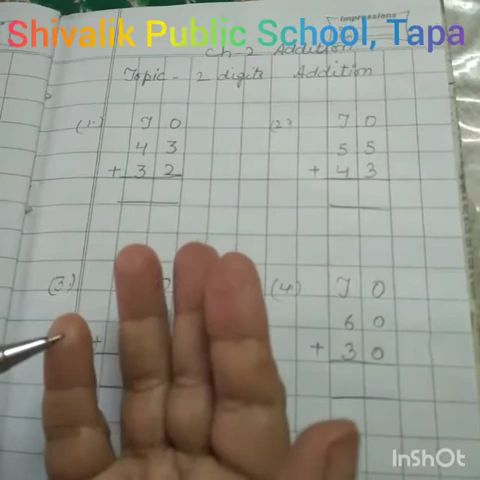 Impressions
Shivalik Public School, Tapa
Ch-2 Addition
Topic - 2 digits Addition
(1) T O
4 3
+ 3 2
(2) T O
5 5
+ 4 3
(3)
+
(4) T O
6 0
+ 3 0
InShOt